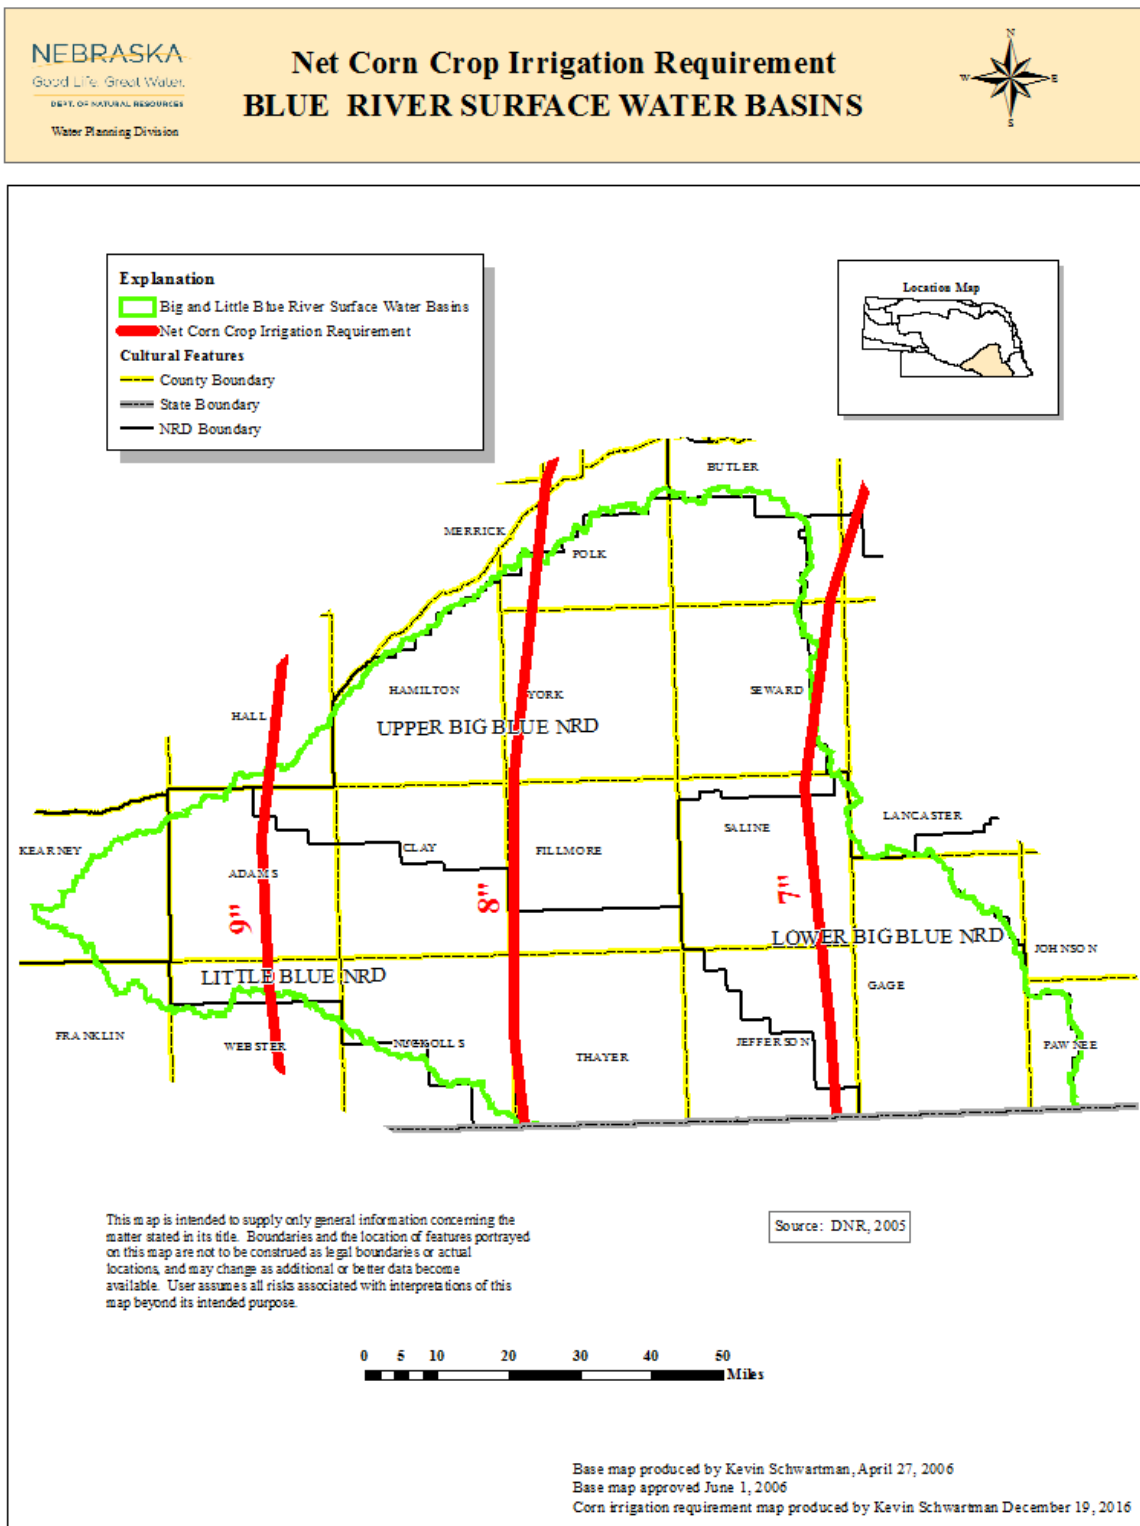 NEBRASKA
Good Life. Great Water.
DEPT. OF NATURAL RESOURCES
Water Planning Division
Net Corn Crop Irrigation Requirement
BLUE RIVER SURFACE WATER BASINS
N
W E
S
Explanation
Big and Little Blue River Surface Water Basins
Net Corn Crop Irrigation Requirement
Cultural Features
County Boundary
State Boundary
NRD Boundary
Location Map
BUTLER
MERRICK
POLK
HAMILTON
YORK
SEWARD
HALL
UPPER BIG BLUE NRD
LANCASTER
SALINE
KEARNEY
CLAY
FILLMORE
ADAMS
9"
8"
7"
LOWER BIG BLUE NRD
JOHNSON
LITTLE BLUE NRD
GAGE
FRANKLIN
WEBSTER
NUCKOLLS
THAYER
JEFFERSON
PAWNEE
This map is intended to supply only general information concerning the
matter stated in its title. Boundaries and the location of features portrayed
on this map are not to be construed as legal boundaries or actual
locations, and may change as additional or better data become
available. User assumes all risks associated with interpretations of this
map beyond its intended purpose.
Source: DNR, 2005
0 5 10 20 30 40 50
Miles
Base map produced by Kevin Schwartman, April 27, 2006
Base map approved June 1, 2006
Corn irrigation requirement map produced by Kevin Schwartman December 19, 2016